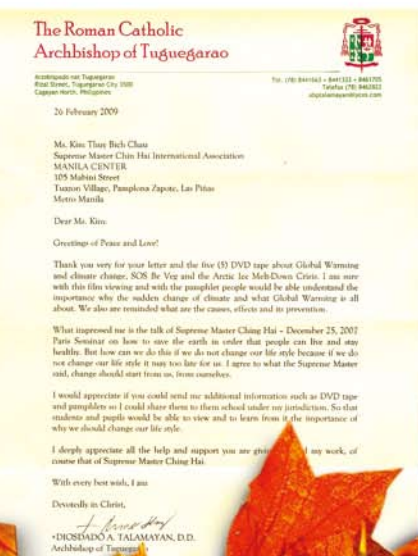 The Roman Catholic
Archbishop of Tuguegarao
Arzobispado nat Tuguegarao
Rizal Street, Tuguegarao City 3500
Cagayan North, Philippines
Tel. (78) 8441663 • 8441333 • 8461705
Telefax (78) 8462822
26 February 2009
Ms. Kim Thuy Bich Chau
Supreme Master Chin Hai International Association
MANILA CENTER
105 Mabini Street
Tuazon Village, Pamplona Zapote, Las Piñas
Metro Manila
Dear Ms. Kim:
Greetings of Peace and Love!
Thank you very for your letter and the five (5) DVD tape about Global Warming
and climate change, SOS Be Veg and the Arctic Ice Melt-Down Crisis. I am sure
with this film viewing and with the pamphlet people would be able understand the
importance why the sudden change of climate and what Global Warming is all
about. We also are reminded what are the causes, effects and its prevention.
What impressed me is the talk of Supreme Master Ching Hai – December 25, 2007
Paris Seminar on how to save the earth in order that people can live and stay
healthy. But how can we do this if we do not change our life style because if we do
not change our life style it may too late for us. I agree to what the Supreme Master
said, change should start from us, from ourselves.
I would appreciate if you could send me additional information such as DVD tape
and pamphlets so I could share them to them school under my jurisdiction. So that
students and pupils would be able to view and to learn from it the importance of
why we should change our life style.
I deeply appreciate all the help and support you are my work, of
course that of Supreme Master Ching Hai.
With every best wish, I am
Devotedly in Christ,
+DIOSDADO A. TALAMAYAN, D.D.
Archbishop of